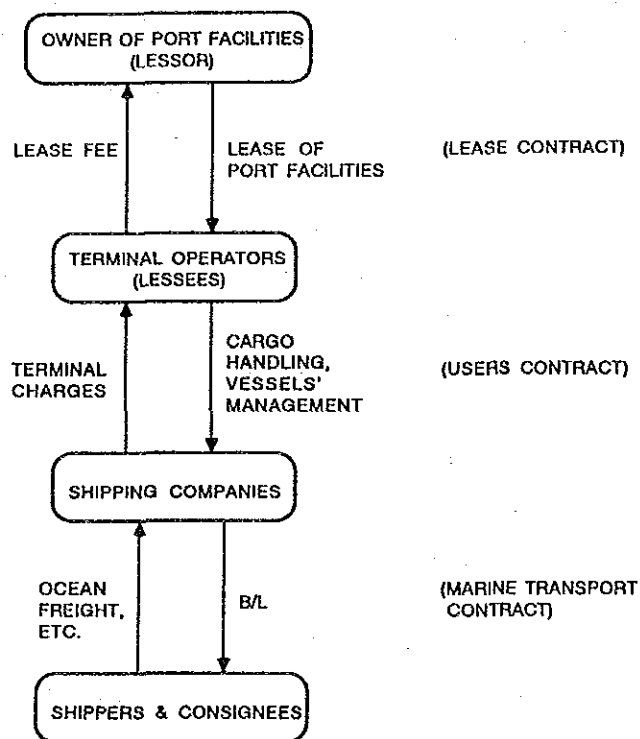 OWNER OF PORT FACILITIES
(LESSOR)
LEASE FEE
LEASE OF
PORT FACILITIES
(LEASE CONTRACT)
TERMINAL OPERATORS
(LESSEES)
TERMINAL
CHARGES
CARGO
HANDLING,
VESSELS'
MANAGEMENT
(USERS CONTRACT)
SHIPPING COMPANIES
OCEAN
FREIGHT,
ETC.
B/L
(MARINE TRANSPORT
CONTRACT)
SHIPPERS & CONSIGNEES